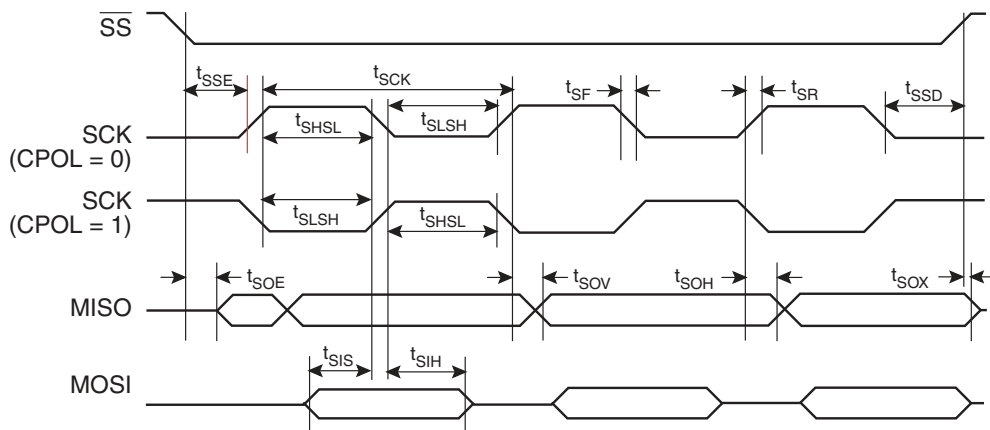 SS
tSSE
tSCK
tSF
tSR
tSSD
SCK
(CPOL = 0)
tSHSL
tSLSH
SCK
(CPOL = 1)
tSLSH
tSHSL
tSOE
tSOV
tSOH
tSOX
MISO
tSIS
tSIH
MOSI